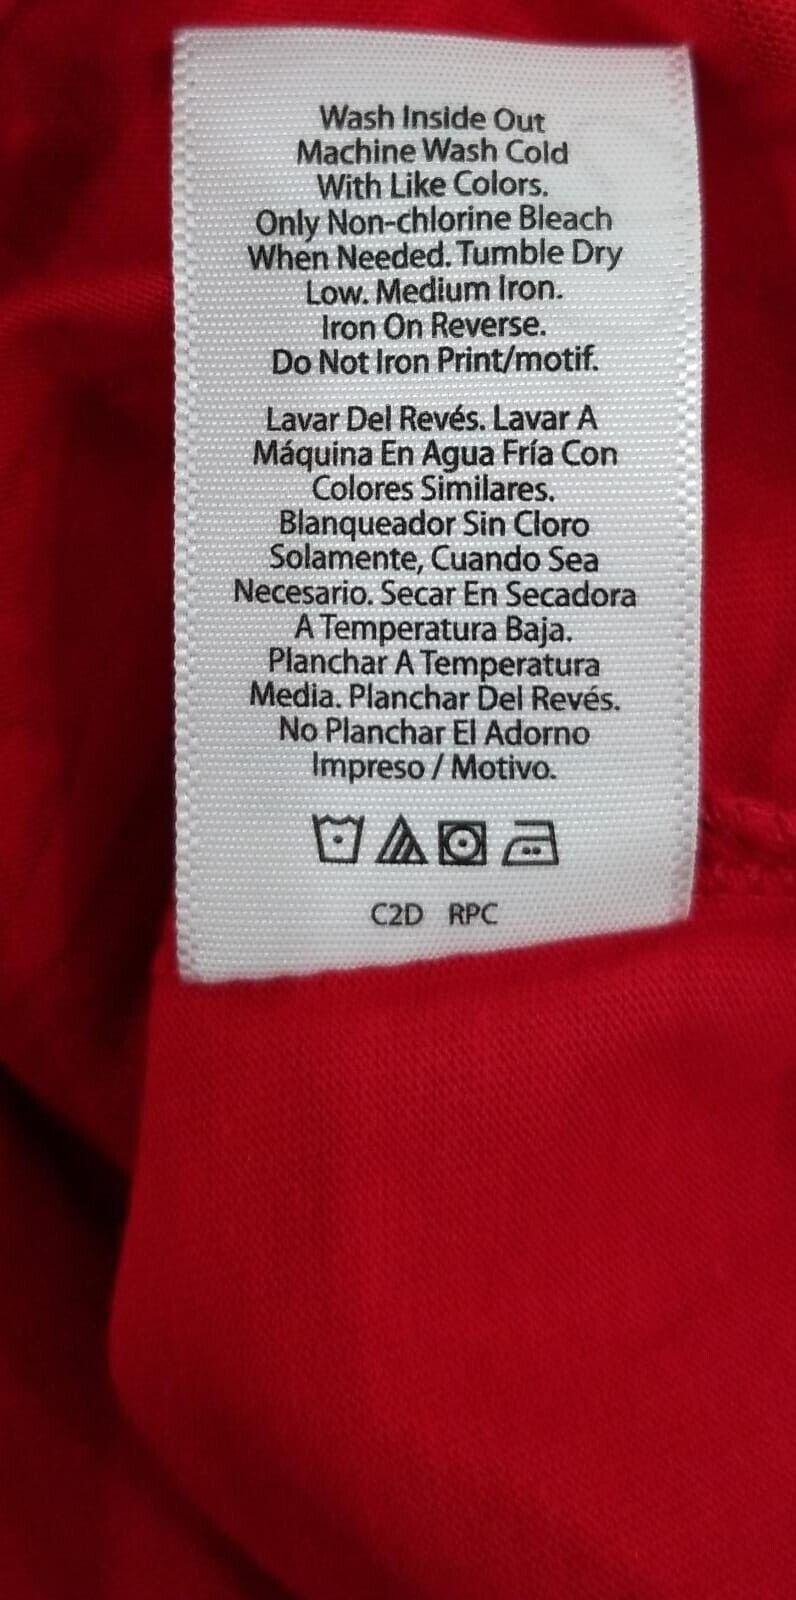 Wash Inside Out
Machine Wash Cold
With Like Colors.
Only Non-chlorine Bleach
When Needed. Tumble Dry
Low. Medium Iron.
Iron On Reverse.
Do Not Iron Print/motif.
Lavar Del Revés. Lavar A
Máquina En Agua Fría Con
Colores Similares.
Blanqueador Sin Cloro
Solamente, Cuando Sea
Necesario. Secar En Secadora
A Temperatura Baja.
Planchar A Temperatura
Media. Planchar Del Revés.
No Planchar El Adorno
Impreso / Motivo.
C2D RPC